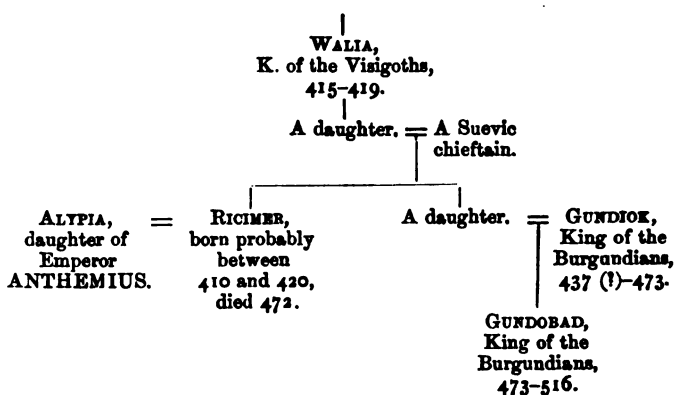 WALIA,
K. of the Visigoths,
415–419.
A daughter. = A Suevic
chieftain.
ALYPIA,
daughter of
Emperor
ANTHEMIUS.
=
RICIMER,
born probably
between
410 and 420,
died 472.
A daughter. =
GUNDIOK,
King of the
Burgundians,
437 (?)–473.
GUNDOBAD,
King of the
Burgundians,
473–516.